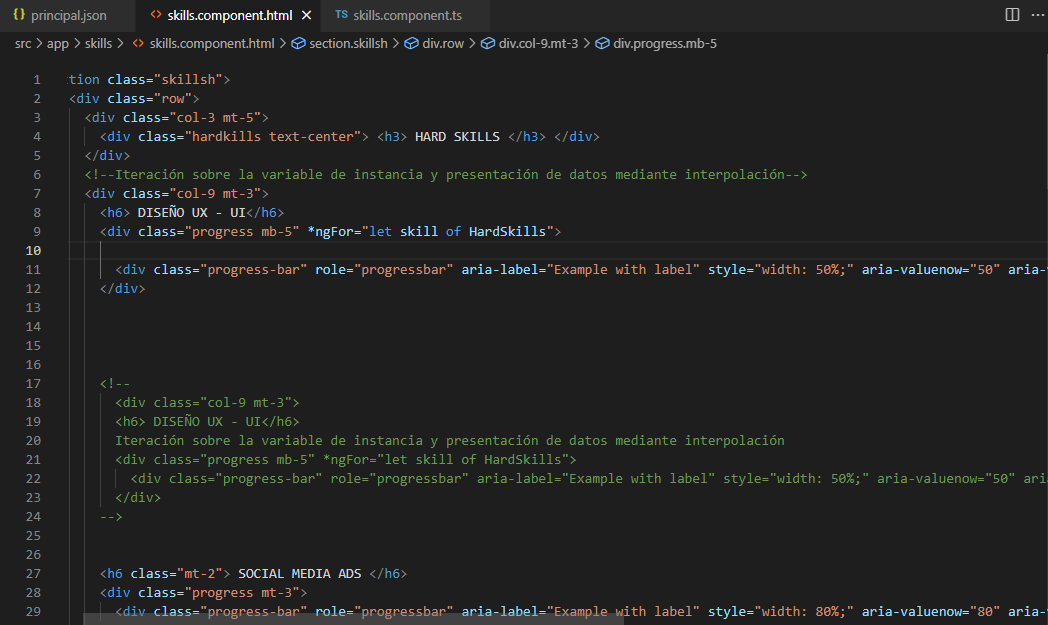 {} principal.json
<> skills.component.html ×
TS skills.component.ts
...
src > app > skills > <> skills.component.html > section.skillsh > div.row > div.col-9.mt-3 > div.progress.mb-5
1 tion class="skillsh">
2 <div class="row">
3 <div class="col-3 mt-5">
4 <div class="hardkills text-center"> <h3> HARD SKILLS </h3> </div>
5 </div>
6 <!--Iteración sobre la variable de instancia y presentación de datos mediante interpolación-->
7 <div class="col-9 mt-3">
8 <h6> DISEÑO UX - UI</h6>
9 <div class="progress mb-5" *ngFor="let skill of HardSkills">
10
11 <div class="progress-bar" role="progressbar" aria-label="Example with label" style="width: 50%;" aria-valuenow="50" aria-
12 </div>
13
14
15
16
17 <!--
18 <div class="col-9 mt-3">
19 <h6> DISEÑO UX - UI</h6>
20 Iteración sobre la variable de instancia y presentación de datos mediante interpolación
21 <div class="progress mb-5" *ngFor="let skill of HardSkills">
22 <div class="progress-bar" role="progressbar" aria-label="Example with label" style="width: 50%;" aria-valuenow="50" ari
23 </div>
24 -->
25
26
27 <h6 class="mt-2"> SOCIAL MEDIA ADS </h6>
28 <div class="progress mt-3">
29 <div class="progress-bar" role="progressbar" aria-label="Example with label" style="width: 80%;" aria-valuenow="80" aria-